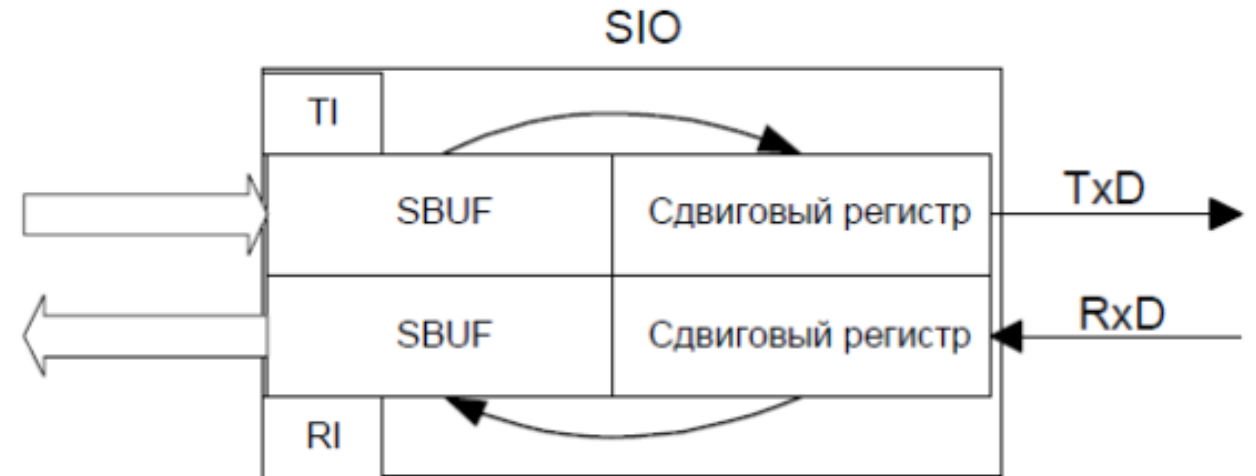 SIO
TI
SBUF Сдвиговый регистр TxD
SBUF Сдвиговый регистр RxD
RI